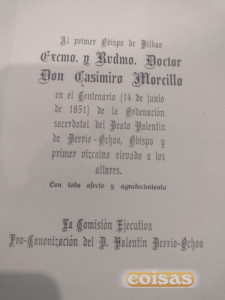 Al primer Obispo de Bilbao
Excmo. y Rvdmo. Doctor
Don Casimiro Morcillo
en el Centenario (14 de junio
de 1851) de la Ordenación
sacerdotal del Beato Valentín
de Berrio-Ochoa, Obispo y
primer vizcaíno elevado a los
altares.
Con todo afecto y agradecimiento
La Comisión Ejecutiva
Pro-Canonización del B. Valentín Berrio-Ochoa
coisas